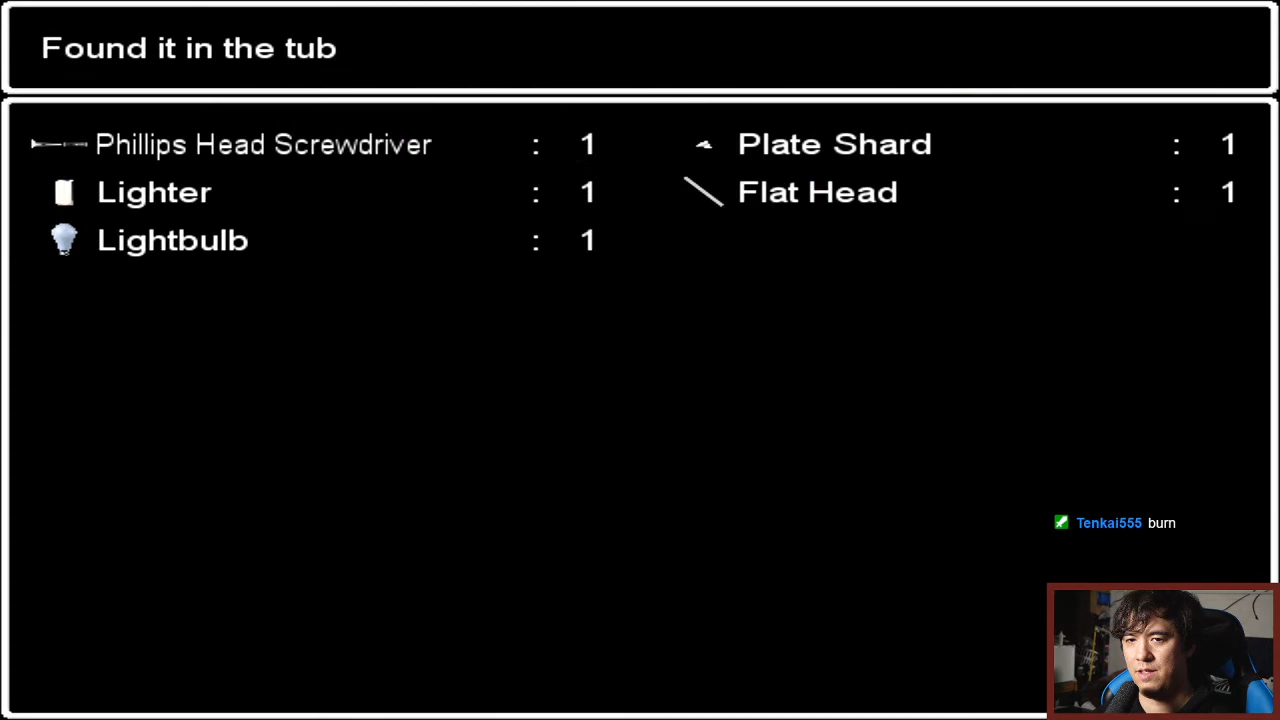 Found it in the tub
Phillips Head Screwdriver : 1 Plate Shard : 1
Lighter : 1 Flat Head : 1
Lightbulb : 1
Tenkai555 burn